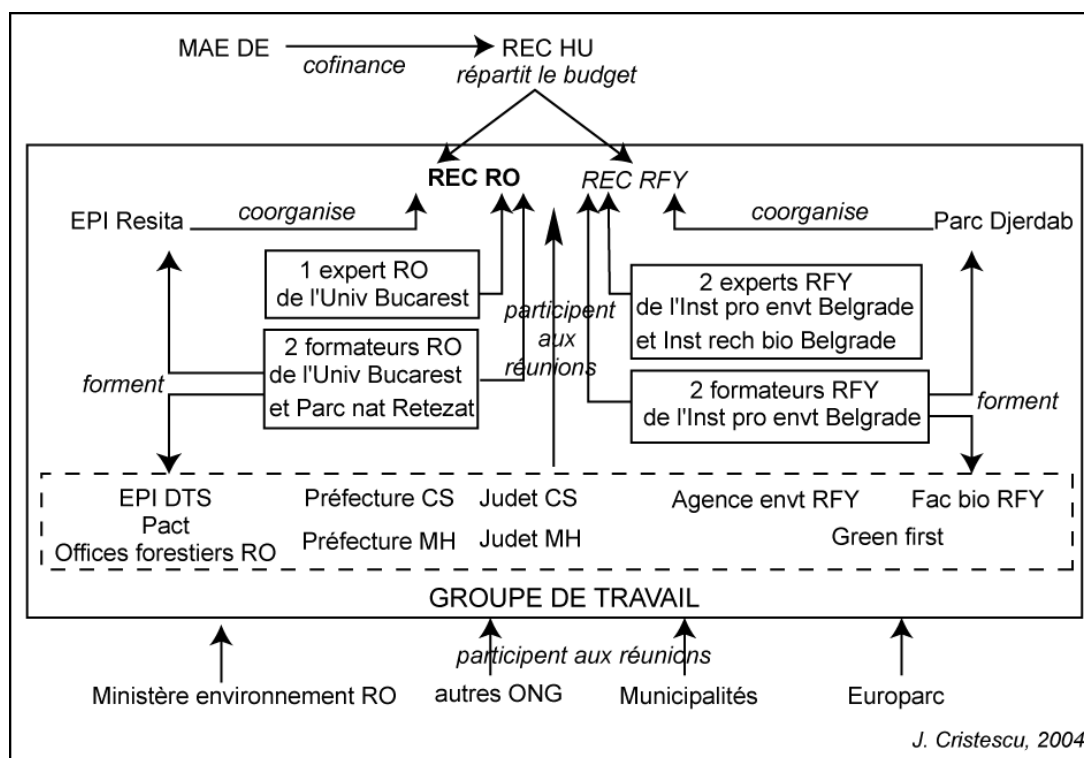 MAE DE
cofinance
REC HU
répartit le budget
REC RO
REC RFY
EPI Resita
coorganise
coorganise
Parc Djerdab
1 expert RO
de l'Univ Bucarest
participent
aux
réunions
2 experts RFY
de l'Inst pro envt Belgrade
et Inst rech bio Belgrade
forment
2 formateurs RO
de l'Univ Bucarest
et Parc nat Retezat
2 formateurs RFY
de l'Inst pro envt Belgrade
forment
EPI DTS
Pact
Offices forestiers RO
Préfecture CS
Préfecture MH
Judet CS
Judet MH
Agence envt RFY
Fac bio RFY
Green first
GROUPE DE TRAVAIL
participent aux réunions
Ministère environnement RO
autres ONG
Municipalités
Europarc
J. Cristescu, 2004